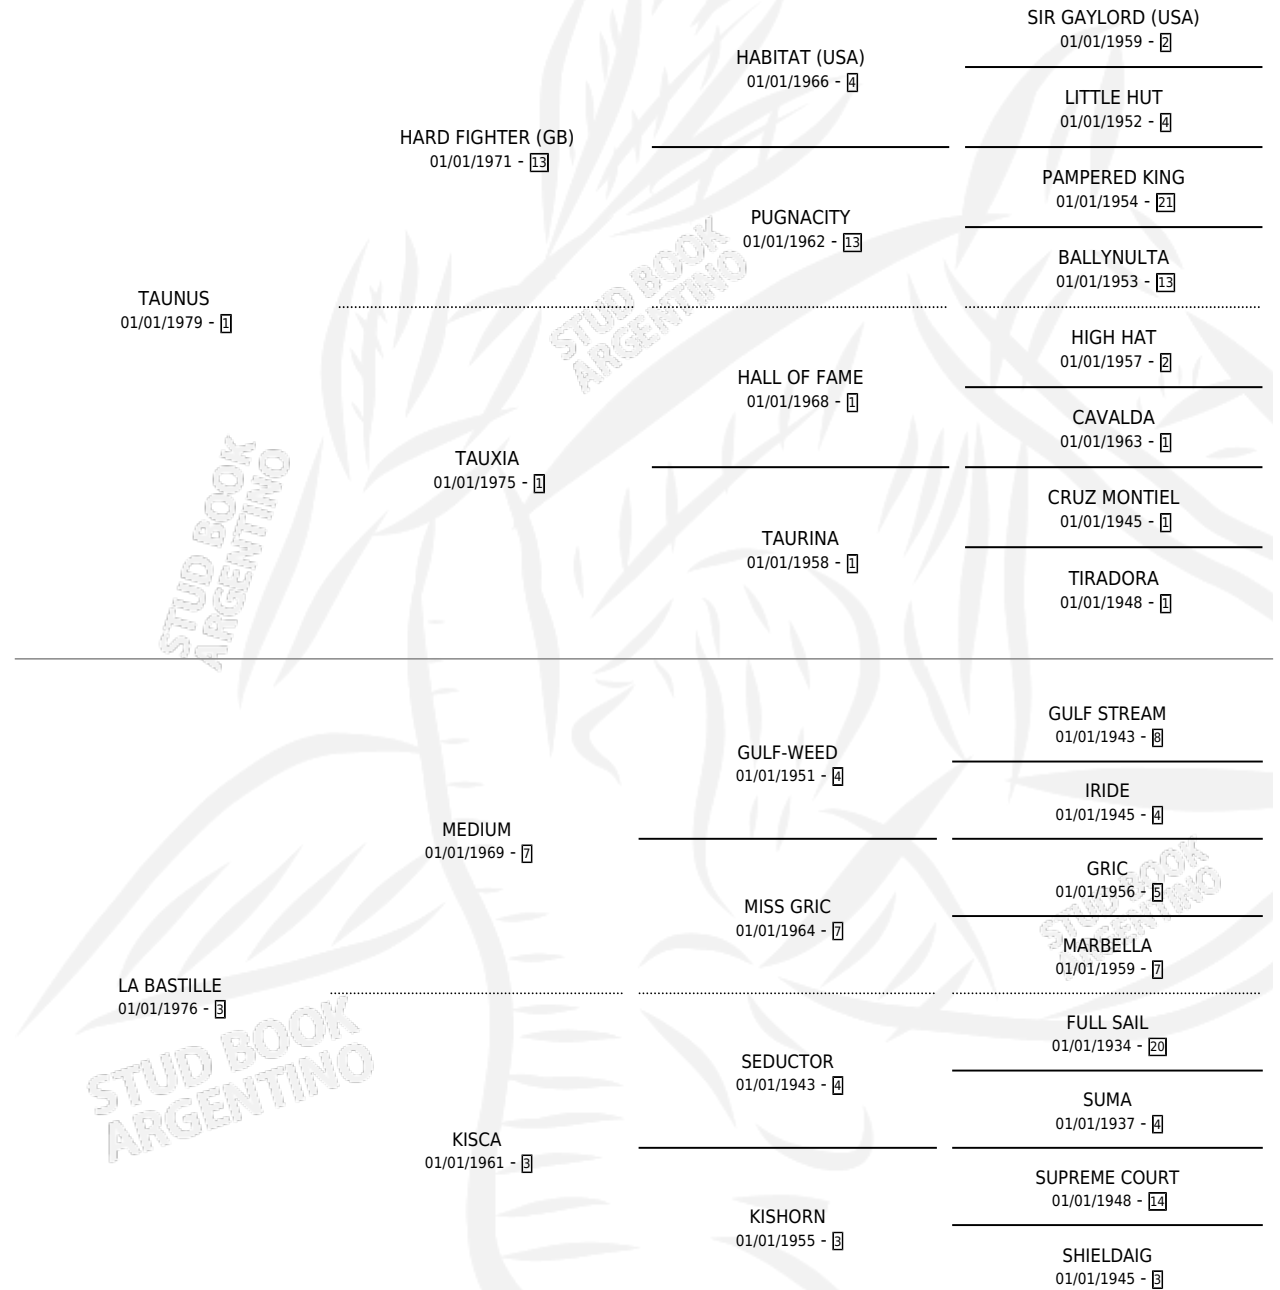 SIR GAYLORD (USA)
01/01/1959 - 2
HABITAT (USA)
01/01/1966 - 4
LITTLE HUT
01/01/1952 - 4
HARD FIGHTER (GB)
01/01/1971 - 13
PAMPERED KING
01/01/1954 - 21
PUGNACITY
01/01/1962 - 13
BALLYNULTA
01/01/1953 - 13
TAUNUS
01/01/1979 - 1
STUD BOOK
ARGENTINO
HIGH HAT
01/01/1957 - 2
HALL OF FAME
01/01/1968 - 1
CAVALDA
01/01/1963 - 1
TAUXIA
01/01/1975 - 1
CRUZ MONTIEL
01/01/1945 - 1
TAURINA
01/01/1958 - 1
TIRADORA
01/01/1948 - 1
STUD BOOK
ARGENTINO
GULF STREAM
01/01/1943 - 8
GULF-WEED
01/01/1951 - 4
IRIDE
01/01/1945 - 4
MEDIUM
01/01/1969 - 7
GRIC
01/01/1956 - 5
MISS GRIC
01/01/1964 - 7
STUD BOOK
ARGENTINO
MARBELLA
01/01/1959 - 7
LA BASTILLE
01/01/1976 - 3
FULL SAIL
01/01/1934 - 20
SEDUCTOR
01/01/1943 - 4
STUD BOOK
ARGENTINO
SUMA
01/01/1937 - 4
KISCA
01/01/1961 - 3
SUPREME COURT
01/01/1948 - 14
KISHORN
01/01/1955 - 3
SHIELDAIG
01/01/1945 - 3